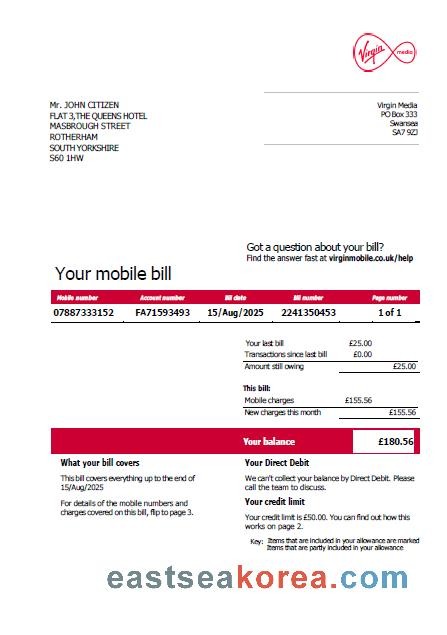 Virgin media
Mr. JOHN CITIZEN
FLAT 3,THE QUEENS HOTEL
MASBROUGH STREET
ROTHERHAM
SOUTH YORKSHIRE
S60 1HW
Virgin Media
PO Box 333
Swansea
SA7 9ZJ
Got a question about your bill?
Find the answer fast at virginmobile.co.uk/help
Your mobile bill
Mobile number Account number Bill date Bill number Page number
07887333152 FA71593493 15/Aug/2025 2241350453 1 of 1
Your last bill £25.00
Transactions since last bill £0.00
Amount still owing £25.00
This bill:
Mobile charges £155.56
New charges this month £155.56
Your balance £180.56
What your bill covers
This bill covers everything up to the end of
15/Aug/2025
For details of the mobile numbers and
charges covered on this bill, flip to page 3.
Your Direct Debit
We can't collect your balance by Direct Debit. Please
call the team to discuss.
Your credit limit
Your credit limit is £50.00. You can find out how this
works on page 2.
Key: Items that are included in your allowance are marked
Items that are partly included in your allowance
eastseakorea.com